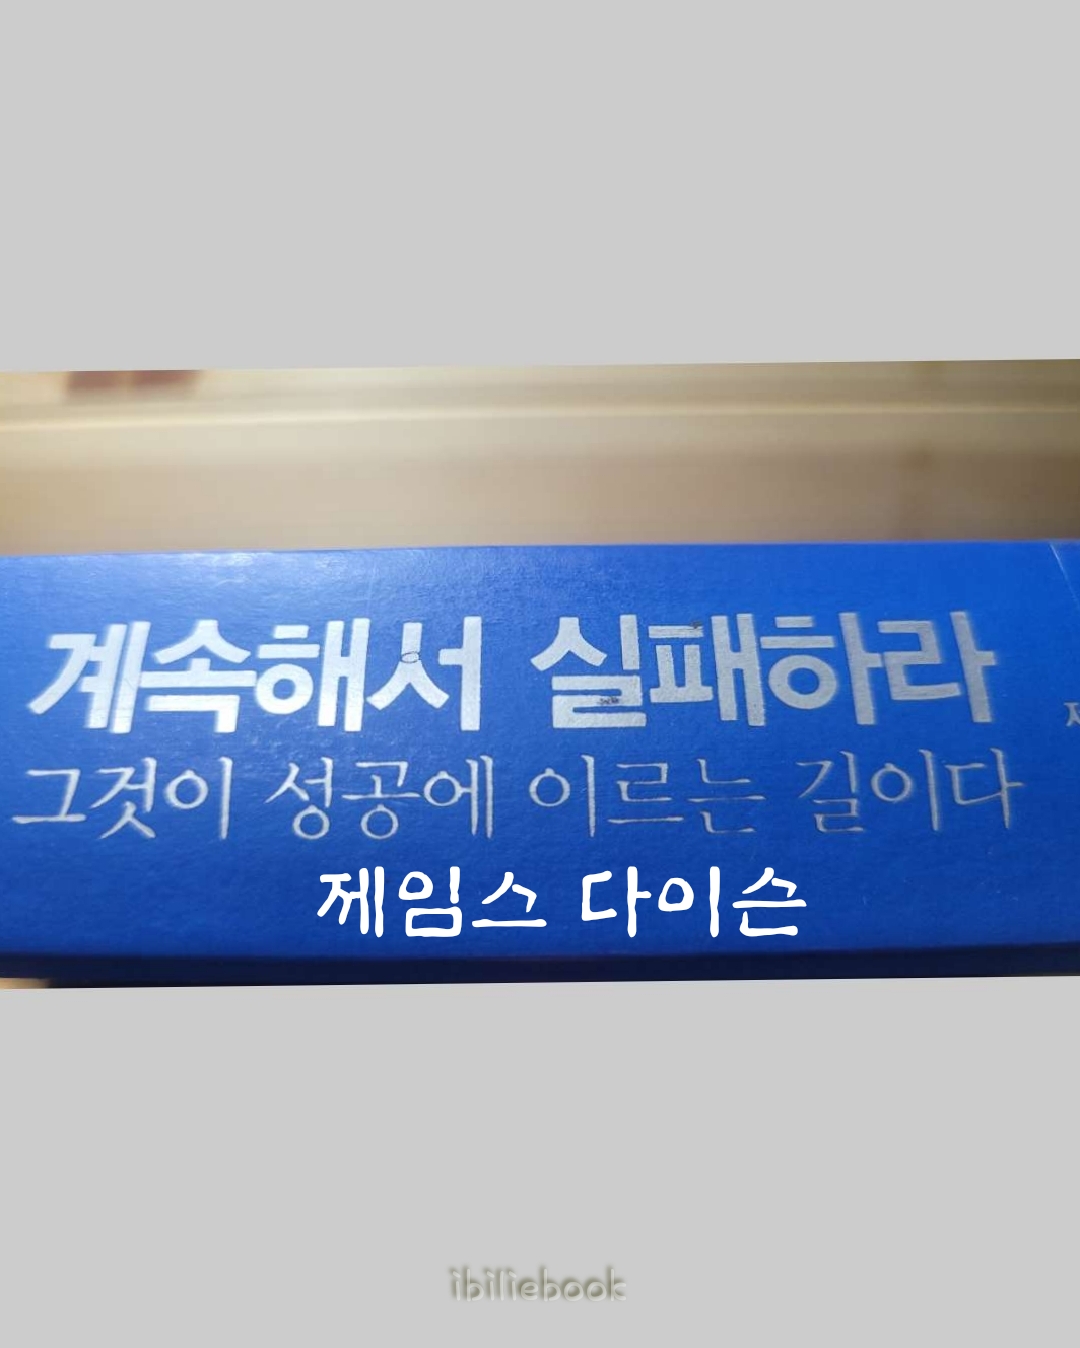 계속해서 실패하라
그것이 성공에 이르는 길이다
제임스 다이슨
ibiliebook